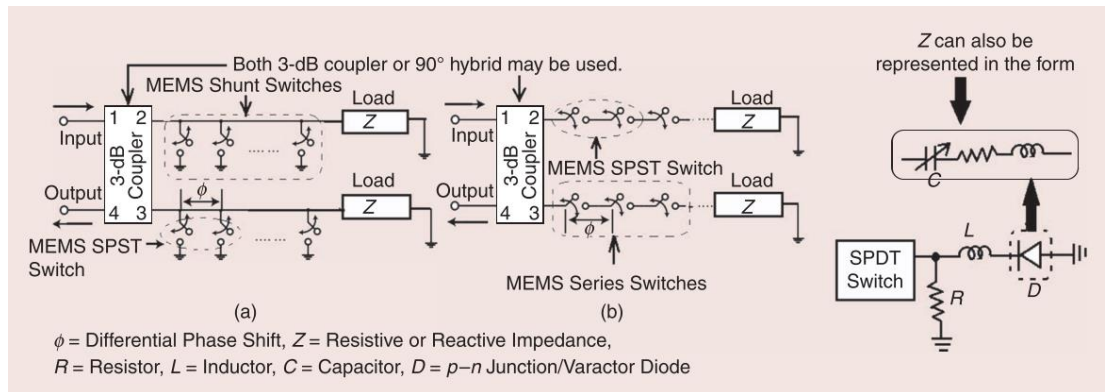 Both 3-dB coupler or 90° hybrid may be used.
MEMS Shunt Switches
Input
1 2
3-dB
Coupler
4 3
Output
Load
Z
Load
Z
ϕ
MEMS SPST
Switch
(a)
Input
1 2
3-dB
Coupler
4 3
Output
Load
Z
MEMS SPST Switch
Load
Z
ϕ
MEMS Series Switches
(b)
Z can also be
represented in the form
C
SPDT
Switch
L
R
D
ϕ = Differential Phase Shift, Z = Resistive or Reactive Impedance,
R = Resistor, L = Inductor, C = Capacitor, D = p–n Junction/Varactor Diode